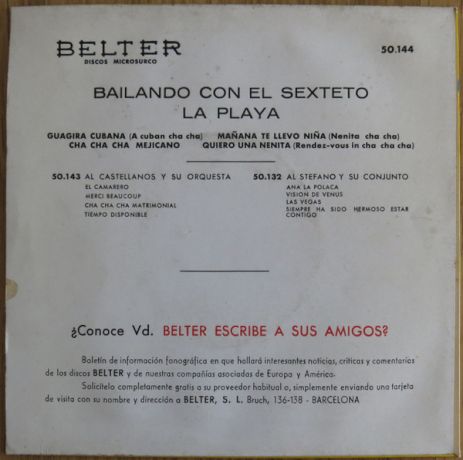 BELTER
50.144
DISCOS MICROSURCO
BAILANDO CON EL SEXTETO
LA PLAYA
GUAGIRA CUBANA (A cuban cha cha) MAÑANA TE LLEVO NIÑA (Nenita cha cha)
CHA CHA CHA MEJICANO QUIERO UNA NENITA (Rendez-vous in cha cha cha)
50.143 AL CASTELLANOS Y SU ORQUESTA
EL CAMARERO
MERCI BEAUCOUP
CHA CHA CHA MATRIMONIAL
TIEMPO DISPONIBLE
50.132 AL STEFANO Y SU CONJUNTO
ANA LA POLACA
VISION DE VENUS
LAS VEGAS
SIEMPRE HA SIDO HERMOSO ESTAR
CONTIGO
¿Conoce Vd. BELTER ESCRIBE A SUS AMIGOS?
Boletín de información fonográfica en que hallará interesantes noticias, críticas y comentarios
de los discos BELTER y de nuestras compañías asociadas de Europa y América.
Solicítelo completamente gratis a su proveedor habitual o, simplemente enviando una tarjeta
de visita con su nombre y dirección a BELTER, S. L. Bruch, 136-138 - BARCELONA